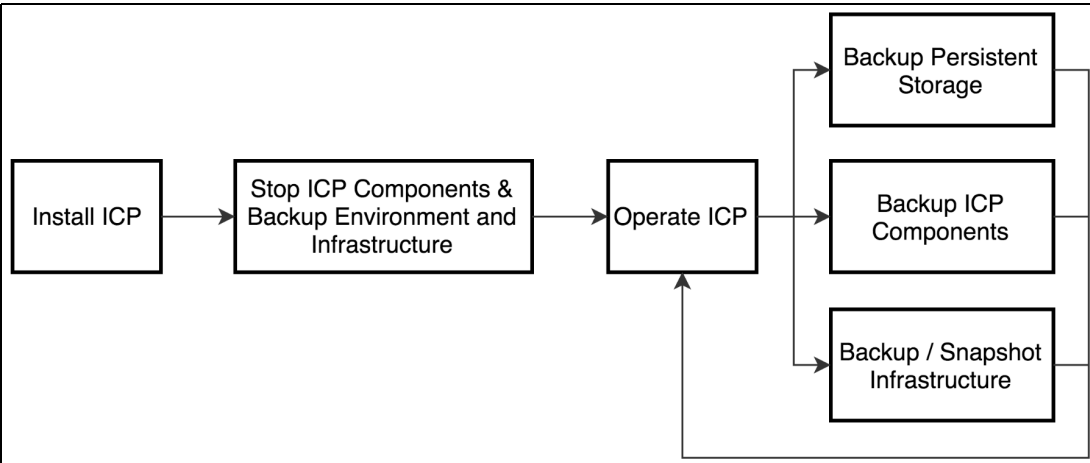 Install ICP
Stop ICP Components &
Backup Environment and
Infrastructure
Operate ICP
Backup Persistent
Storage
Backup ICP
Components
Backup / Snapshot
Infrastructure